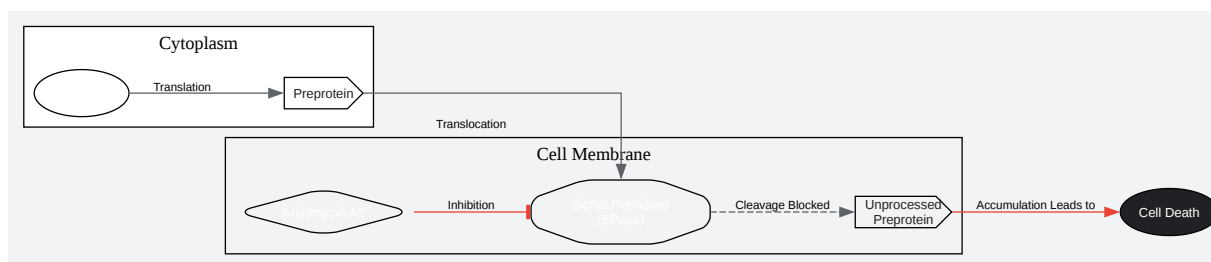 Cytoplasm
Translation
Preprotein
Translocation
Cell Membrane
Arylomycin A2
Inhibition
Signal Peptidase
(SPase)
Cleavage Blocked
Unprocessed
Preprotein
Accumulation Leads to
Cell Death